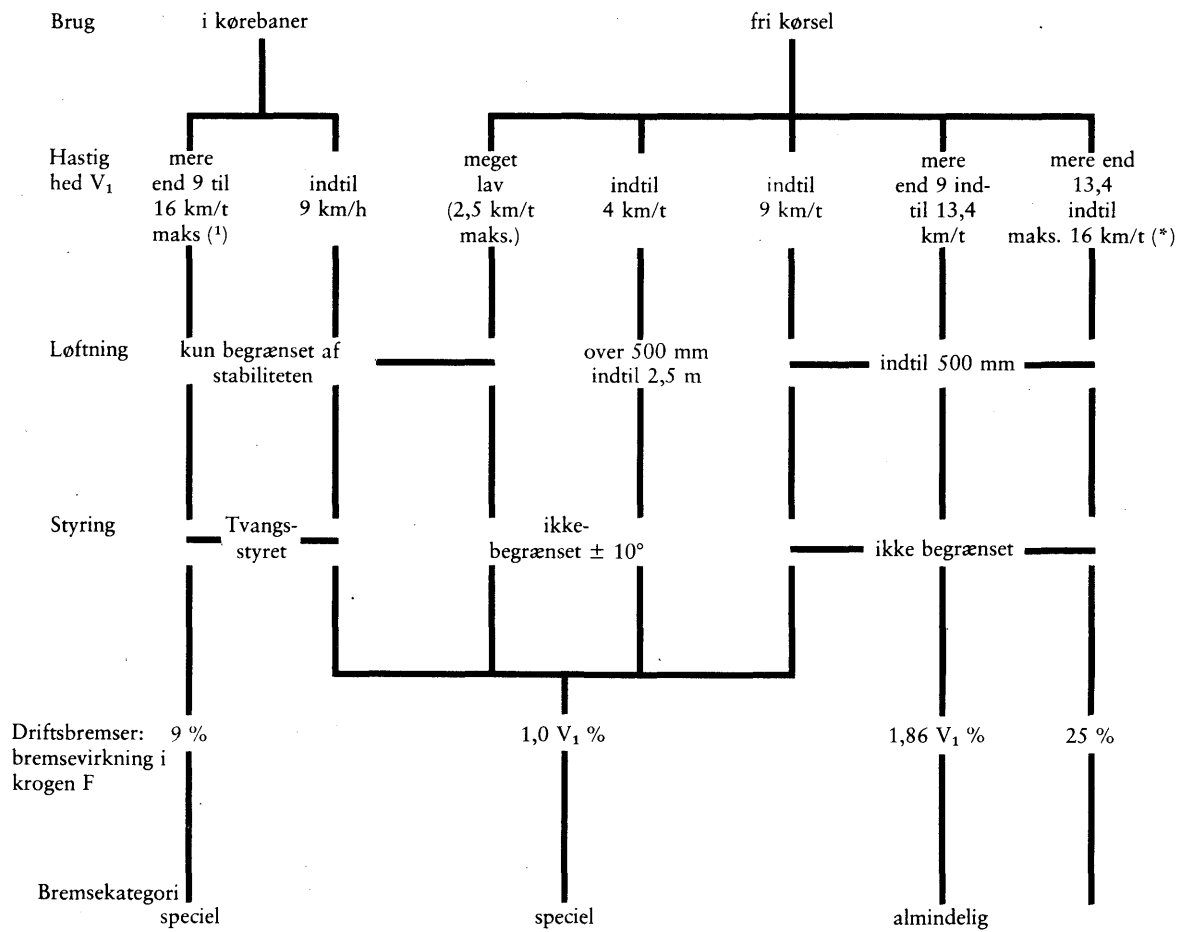 Brug i kørebaner fri kørsel
Hastig mere meget mere mere end
hed V₁ end 9 til indtil lav indtil indtil end 9 ind- 13,4
16 km/t 9 km/h (2,5 km/t 4 km/t 9 km/t til 13,4 indtil
maks (¹) maks.) km/t maks. 16 km/t (*)
Løftning kun begrænset af over 500 mm indtil 500 mm
stabiliteten indtil 2,5 m
Styring Tvangs- ikke- ikke begrænset
styret begrænset ± 10°
Driftsbremser: 9 % 1,0 V₁ % 1,86 V₁ % 25 %
bremsevirkning i
krogen F
Bremsekategori
speciel speciel almindelig